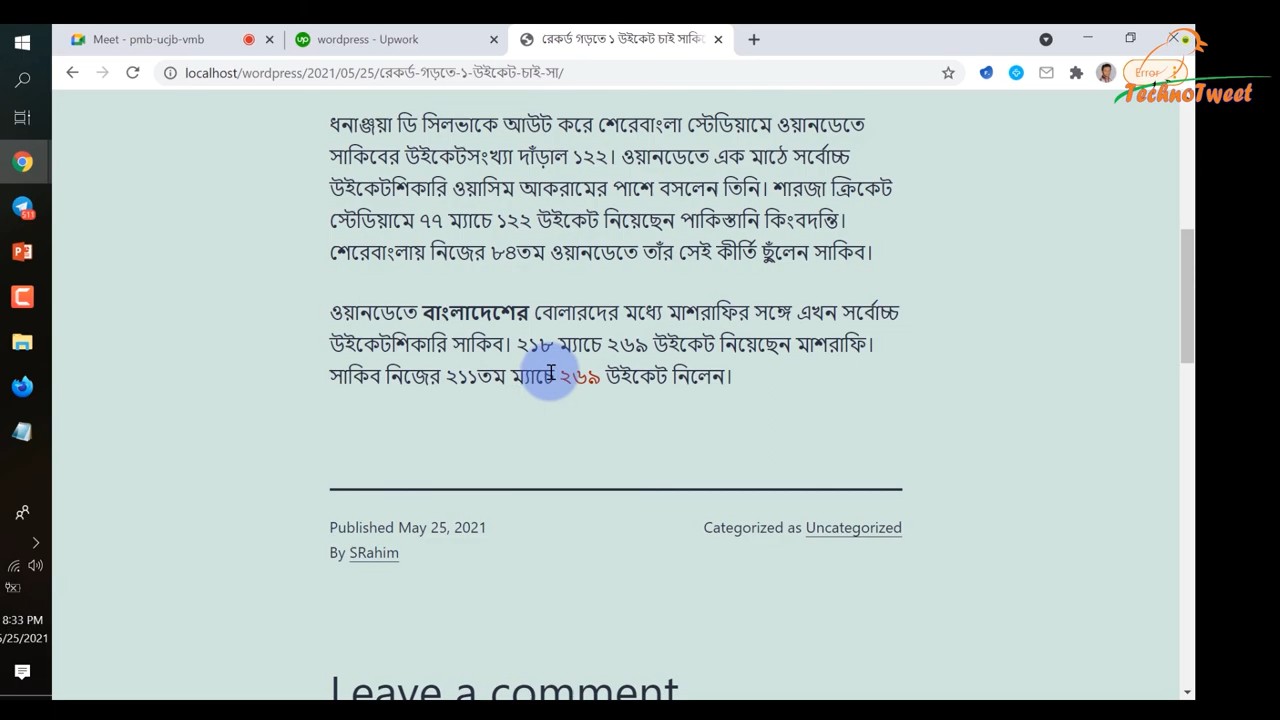 Meet - pmb-ucjb-vmb
wordpress - Upwork
রেকর্ড গড়তে ১ উইকেট চাই সাকি
localhost/wordpress/2021/05/25/রেকর্ড-গড়তে-১-উইকেট-চাই-সা/
Error
TechnoTweet
ধনাঞ্জয়া ডি সিলভাকে আউট করে শেরেবাংলা স্টেডিয়ামে ওয়ানডেতে
সাকিবের উইকেটসংখ্যা দাঁড়াল ১২২। ওয়ানডেতে এক মাঠে সর্বোচ্চ
উইকেটশিকারি ওয়াসিম আকরামের পাশে বসলেন তিনি। শারজা ক্রিকেট
স্টেডিয়ামে ৭৭ ম্যাচে ১২২ উইকেট নিয়েছেন পাকিস্তানি কিংবদন্তি।
শেরেবাংলায় নিজের ৮৪তম ওয়ানডেতে তাঁর সেই কীর্তি ছুঁলেন সাকিব।
ওয়ানডেতে বাংলাদেশের বোলারদের মধ্যে মাশরাফির সঙ্গে এখন সর্বোচ্চ
উইকেটশিকারি সাকিব। ২১৮ ম্যাচে ২৬৯ উইকেট নিয়েছেন মাশরাফি।
সাকিব নিজের ২১১তম ম্যাচে ২৬৯ উইকেট নিলেন।
Published May 25, 2021
Categorized as Uncategorized
By SRahim
Leave a comment
8:33 PM
5/25/2021